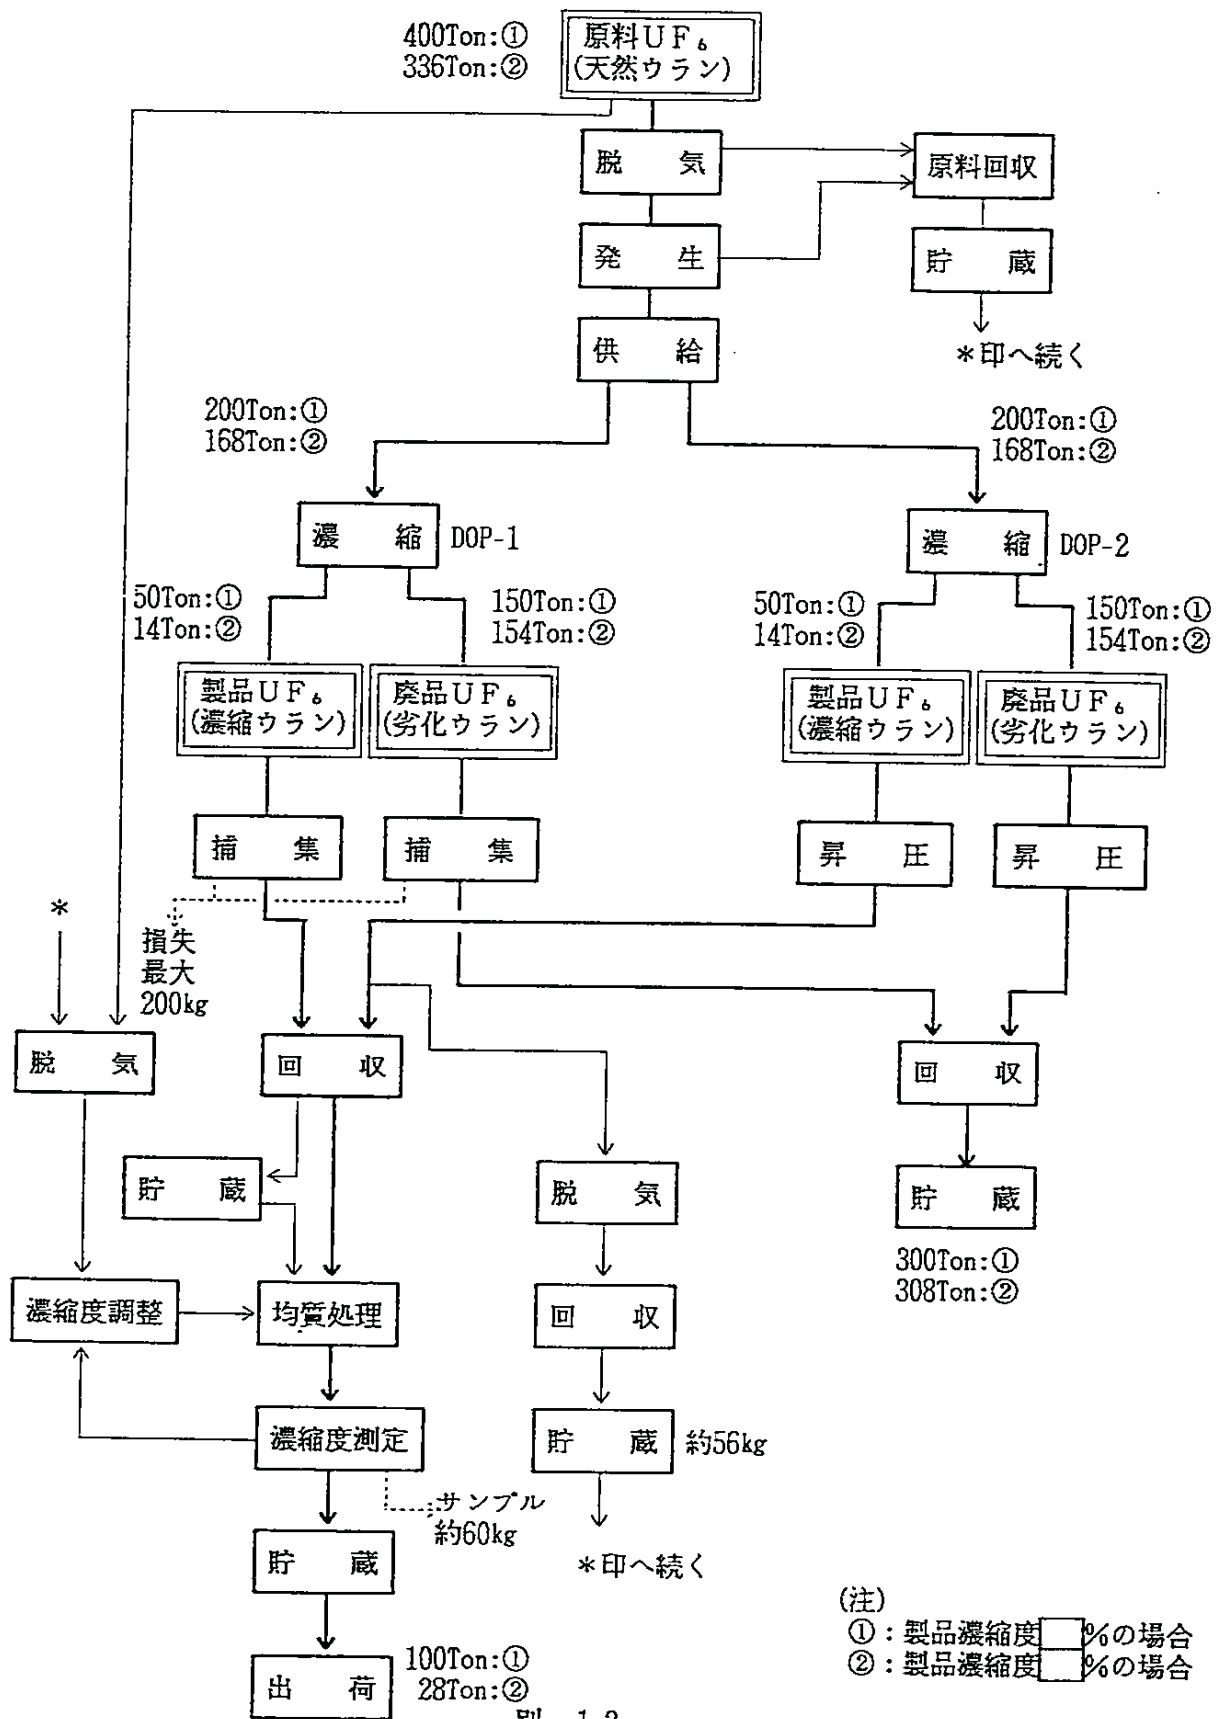 400Ton:①
336Ton:②
原料ＵＦ₆
(天然ウラン)
脱　気
原料回収
発　生
貯　蔵
供　給
＊印へ続く
200Ton:①
168Ton:②
200Ton:①
168Ton:②
濃　縮
DOP-1
濃　縮
DOP-2
50Ton:①
14Ton:②
150Ton:①
154Ton:②
50Ton:①
14Ton:②
150Ton:①
154Ton:②
製品ＵＦ₆
(濃縮ウラン)
廃品ＵＦ₆
(劣化ウラン)
製品ＵＦ₆
(濃縮ウラン)
廃品ＵＦ₆
(劣化ウラン)
捕　集
捕　集
昇　圧
昇　圧
＊
損失
最大
200kg
脱　気
回　収
回　収
貯　蔵
脱　気
貯　蔵
300Ton:①
308Ton:②
濃縮度調整
均質処理
回　収
濃縮度測定
貯　蔵
約56kg
サンプル
約60kg
＊印へ続く
貯　蔵
出　荷
100Ton:①
28Ton:②
(注)
①：製品濃縮度　%の場合
②：製品濃縮度　%の場合